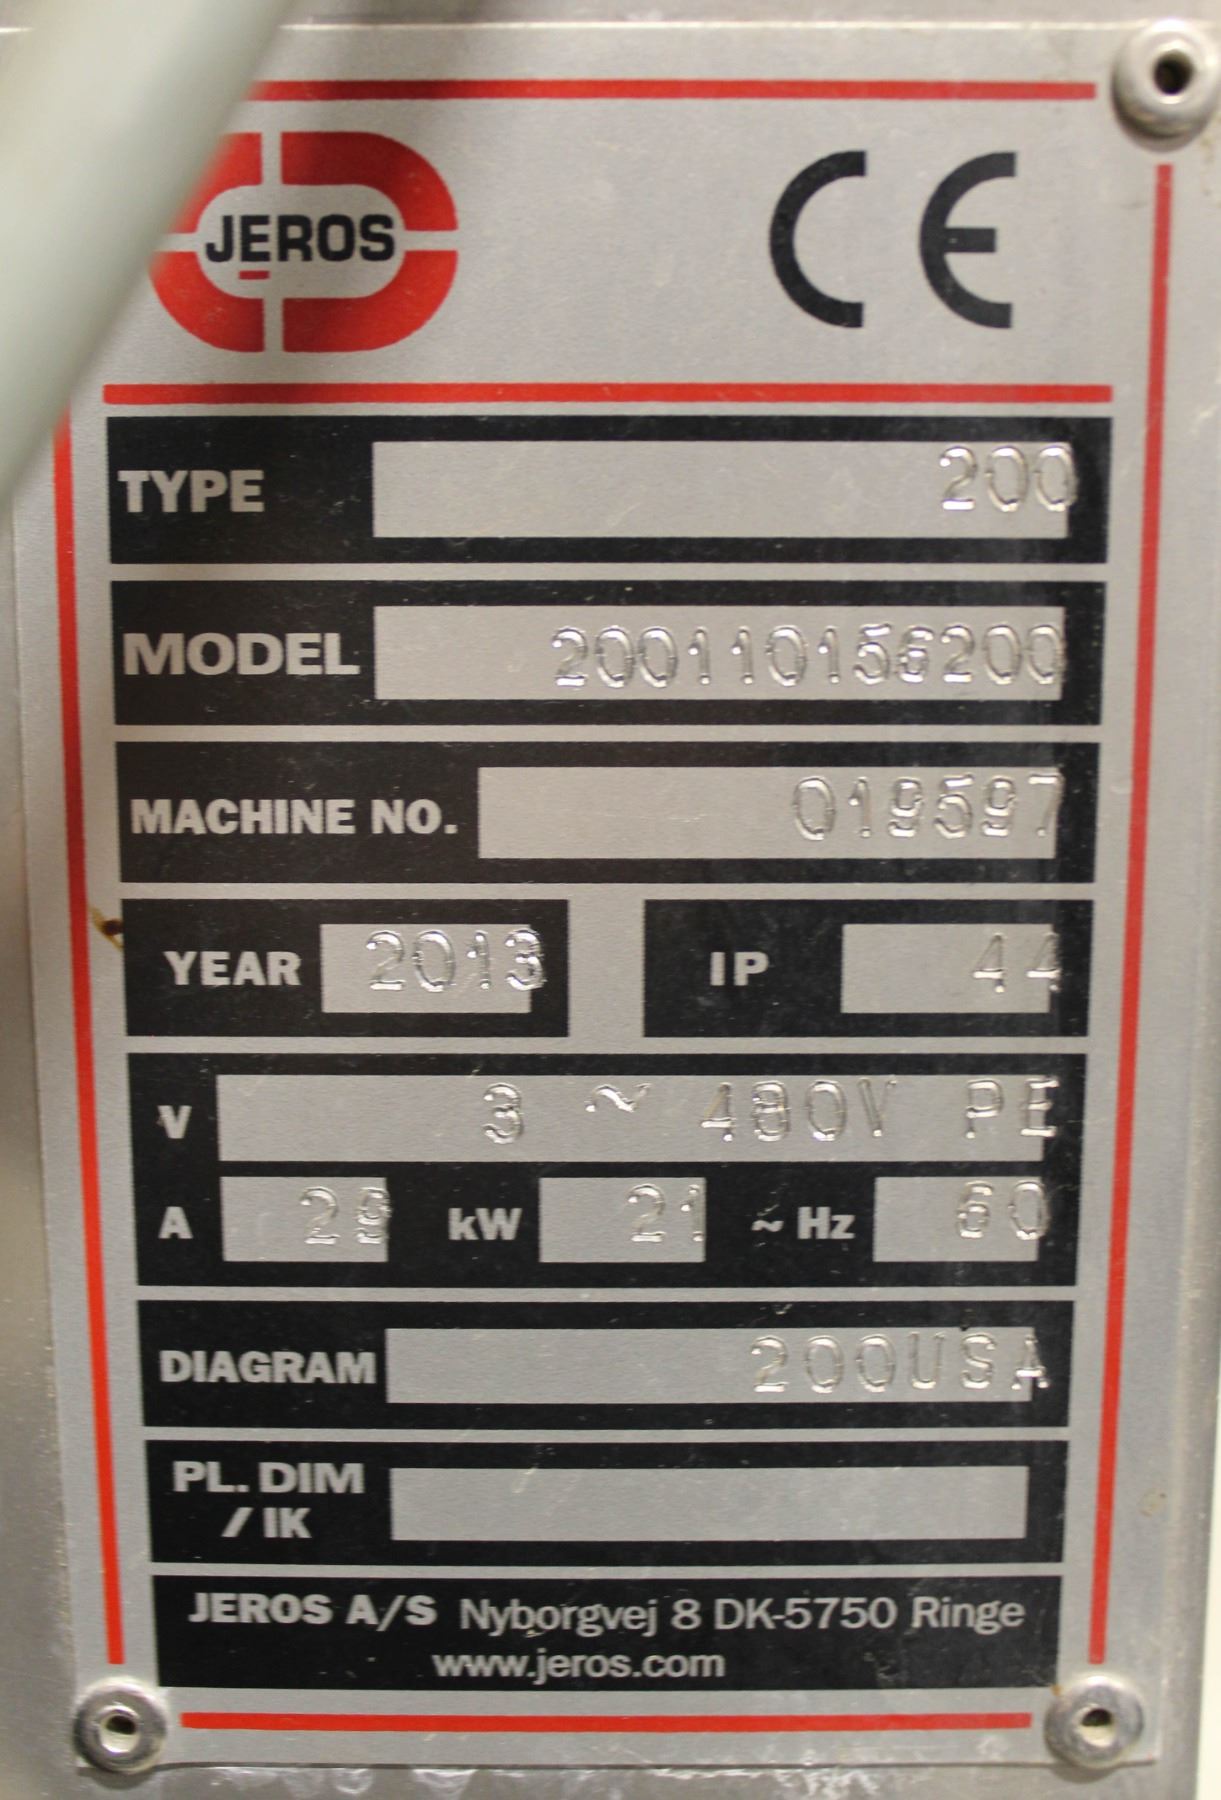 JEROS CE
TYPE 200
MODEL 200110156200
MACHINE NO. 019597
YEAR 2013 IP 44
V 3 ~ 480V PE
A 29 kW 21 ~ Hz 60
DIAGRAM 200USA
PL. DIM
/ IK
JEROS A/S Nyborgvej 8 DK-5750 Ringe
www.jeros.com